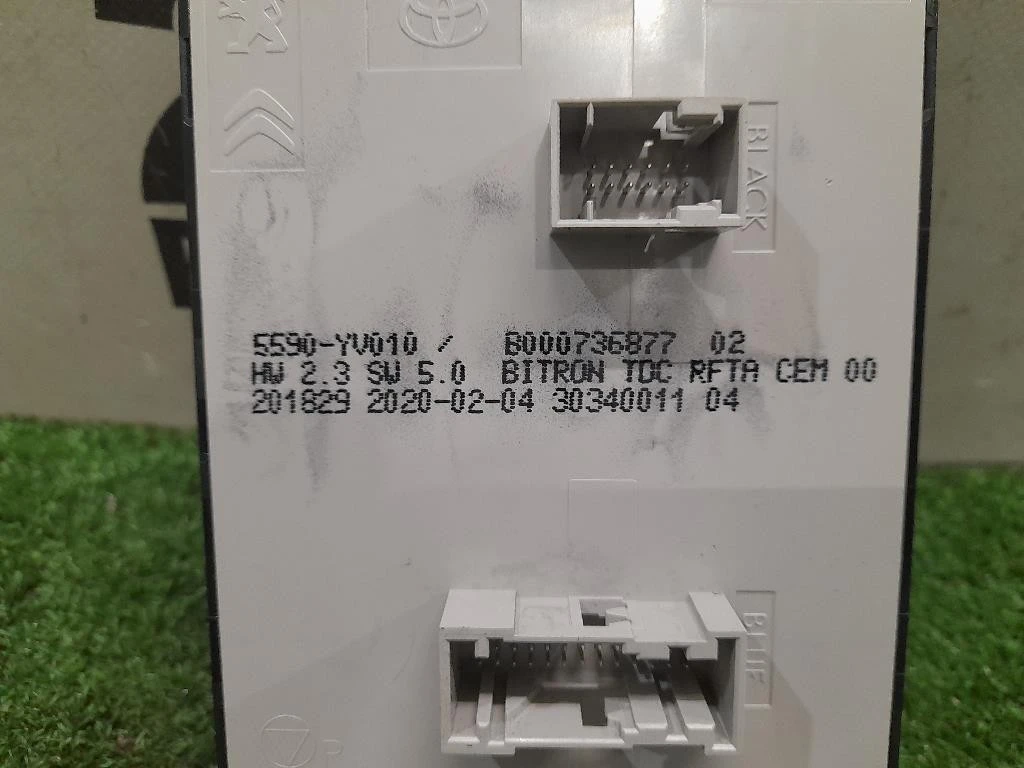 BLACK
5590-YV010 / B000736877 02
HW 2.3 SW 5.0 BITRON TDC RFTA CEM 00
201829 2020-02-04 30340011 04
BLUE
7 P